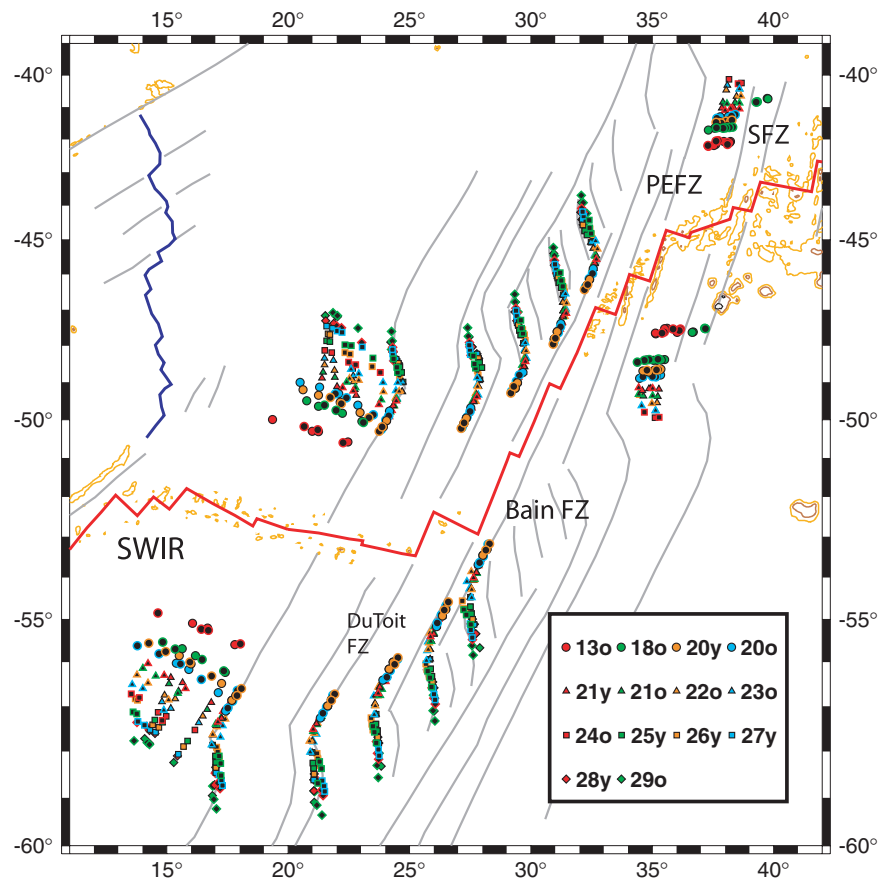 15° 20° 25° 30° 35° 40°
-40° -40°
SFZ
PEFZ
-45° -45°
-50° -50°
Bain FZ
SWIR
-55° -55°
DuToit
FZ
13o 18o 20y 20o
21y 21o 22o 23o
24o 25y 26y 27y
28y 29o
-60° -60°
15° 20° 25° 30° 35° 40°